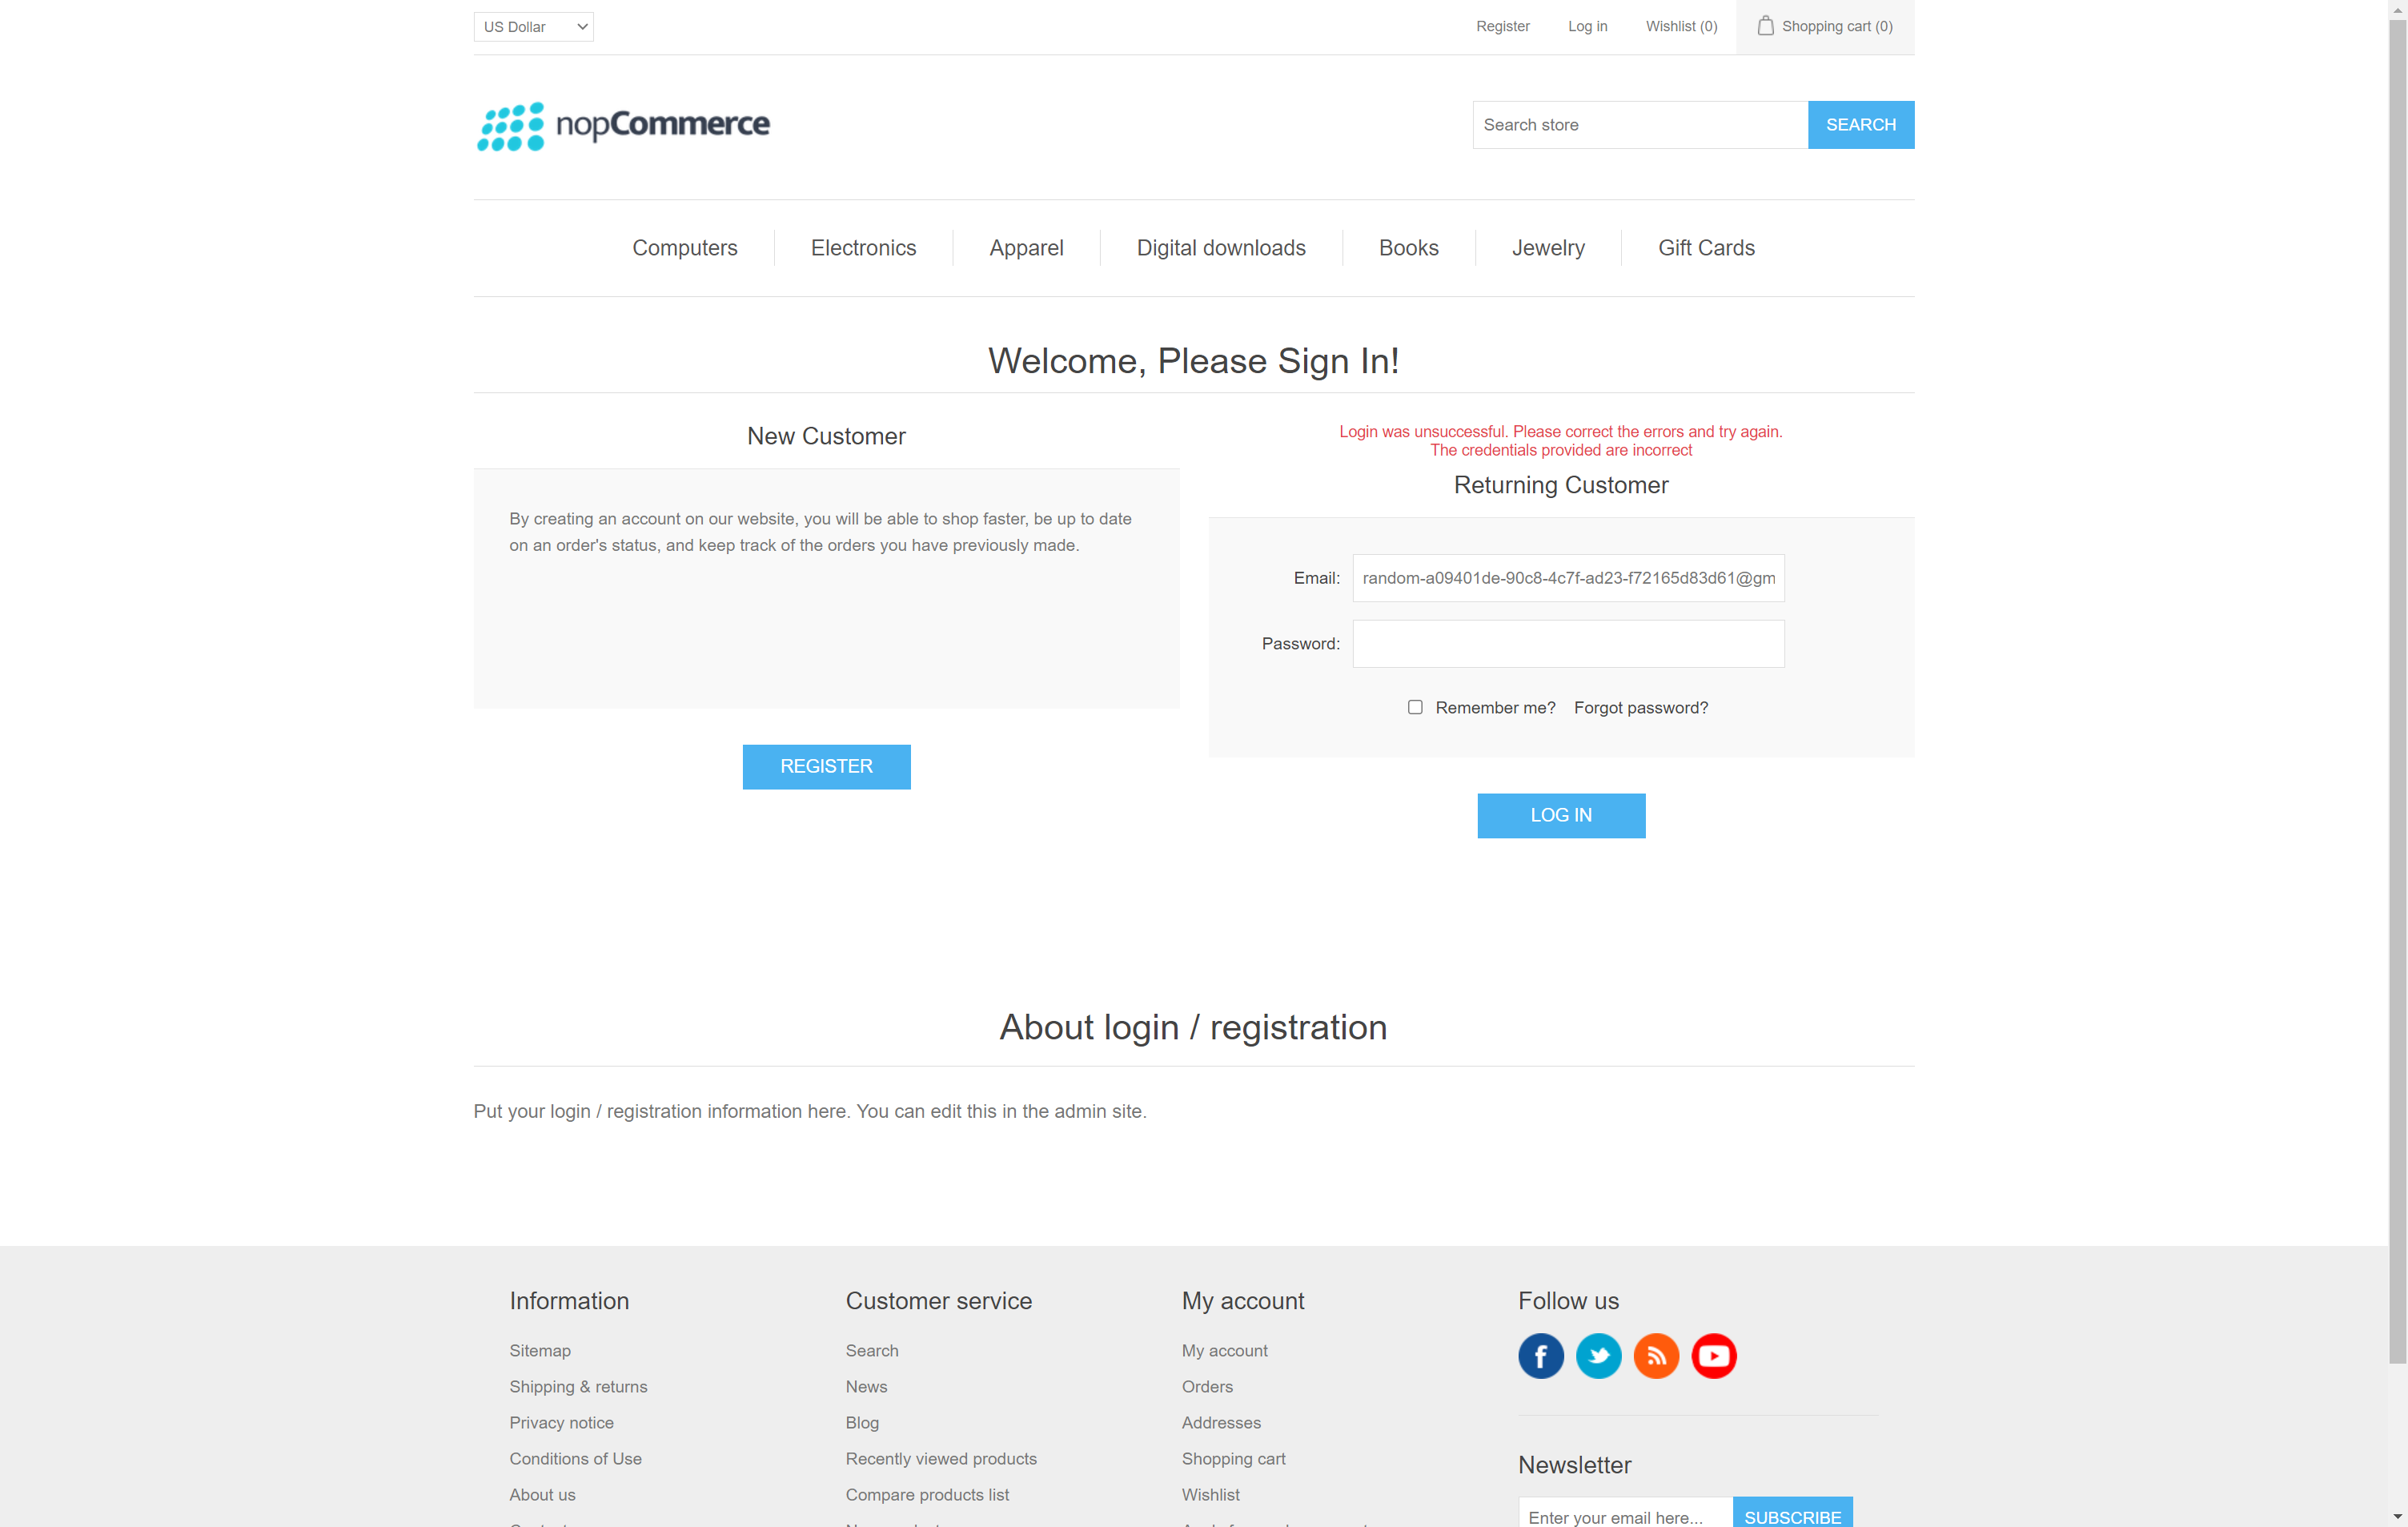 US Dollar
Register
Log in
Wishlist (0)
Shopping cart (0)
nopCommerce
Search store
SEARCH
Computers
Electronics
Apparel
Digital downloads
Books
Jewelry
Gift Cards
Welcome, Please Sign In!
New Customer
By creating an account on our website, you will be able to shop faster, be up to date
on an order's status, and keep track of the orders you have previously made.
REGISTER
Login was unsuccessful. Please correct the errors and try again.
The credentials provided are incorrect
Returning Customer
Email:
random-a09401de-90c8-4c7f-ad23-f72165d83d61@gm
Password:
Remember me?
Forgot password?
LOG IN
About login / registration
Put your login / registration information here. You can edit this in the admin site.
Information
Sitemap
Shipping & returns
Privacy notice
Conditions of Use
About us
Customer service
Search
News
Blog
Recently viewed products
Compare products list
My account
My account
Orders
Addresses
Shopping cart
Wishlist
Follow us
Newsletter
Enter your email here...
SUBSCRIBE